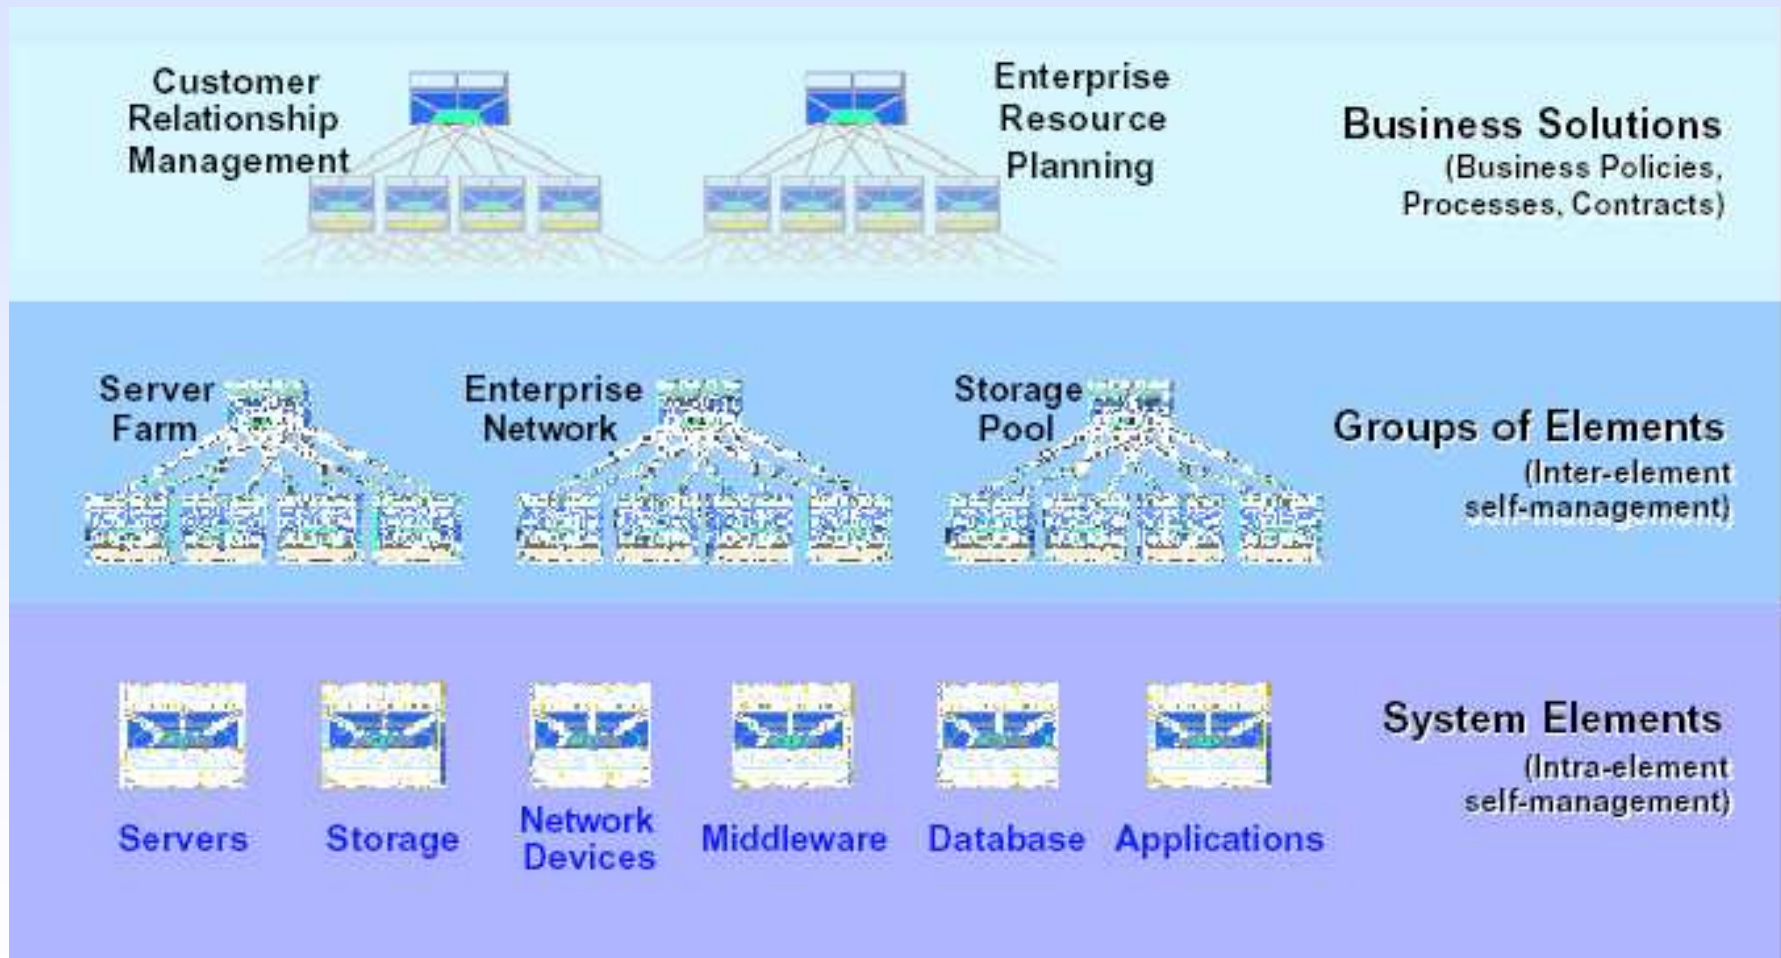 Customer
Relationship
Management
Enterprise
Resource
Planning
Business Solutions
(Business Policies,
Processes, Contracts)
Server
Farm
Enterprise
Network
Storage
Pool
Groups of Elements
(Inter-element
self-management)
System Elements
(Intra-element
self-management)
Servers
Storage
Network
Devices
Middleware
Database
Applications